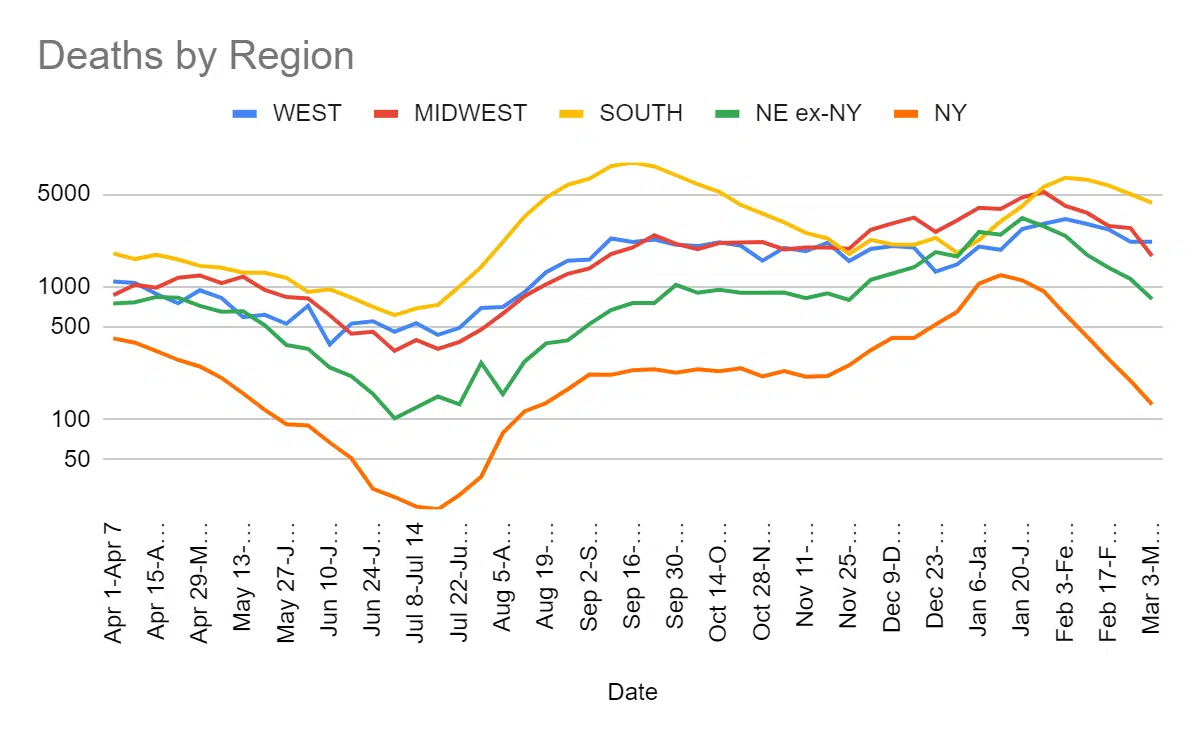 Deaths by Region
WEST MIDWEST SOUTH NE ex-NY NY
5000
1000
500
100
50
Apr 1-Apr 7
Apr 15-A…
Apr 29-M…
May 13-…
May 27-J…
Jun 10-J…
Jun 24-J…
Jul 8-Jul 14
Jul 22-Ju…
Aug 5-A…
Aug 19-…
Sep 2-S…
Sep 16-…
Sep 30-…
Oct 14-O…
Oct 28-N…
Nov 11-…
Nov 25-…
Dec 9-D…
Dec 23-…
Jan 6-Ja…
Jan 20-J…
Feb 3-Fe…
Feb 17-F…
Mar 3-M…
Date